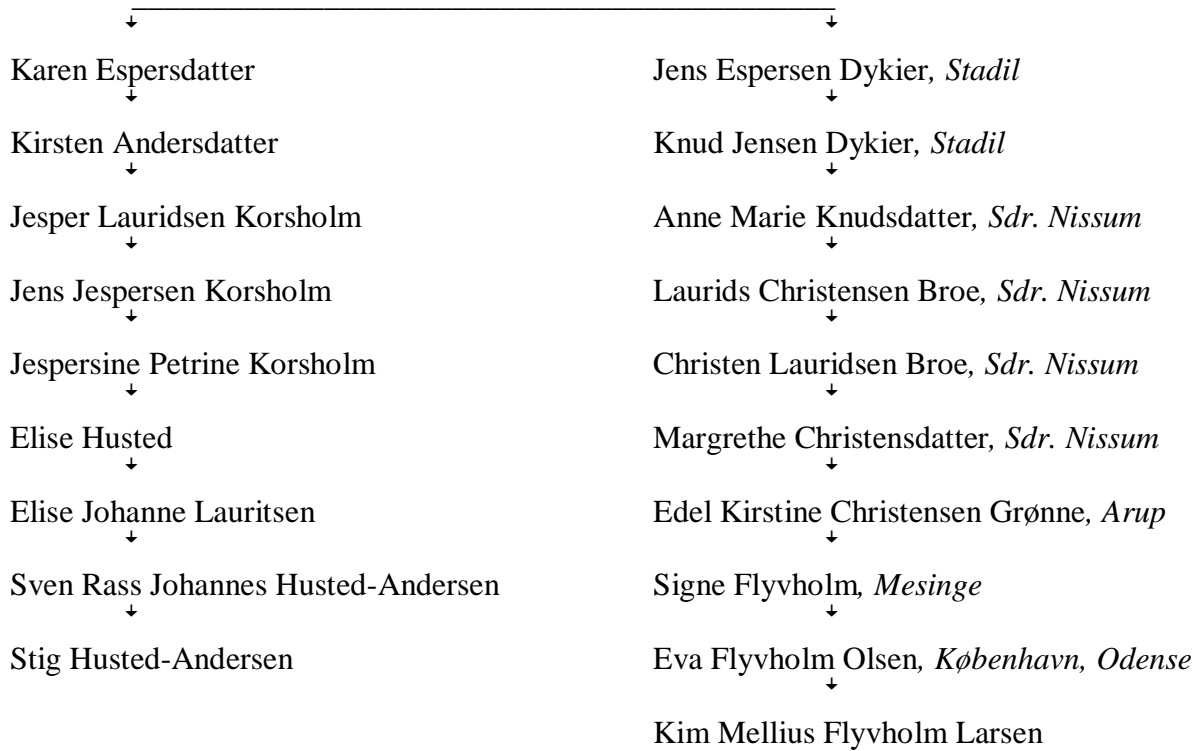 Karen Espersdatter Jens Espersen Dykier, Stadil
Kirsten Andersdatter Knud Jensen Dykier, Stadil
Jesper Lauridsen Korsholm Anne Marie Knudsdatter, Sdr. Nissum
Jens Jespersen Korsholm Laurids Christensen Broe, Sdr. Nissum
Jespersine Petrine Korsholm Christen Lauridsen Broe, Sdr. Nissum
Elise Husted Margrethe Christensdatter, Sdr. Nissum
Elise Johanne Lauritsen Edel Kirstine Christensen Grønne, Arup
Sven Rass Johannes Husted-Andersen Signe Flyvholm, Mesinge
Stig Husted-Andersen Eva Flyvholm Olsen, København, Odense
Kim Mellius Flyvholm Larsen